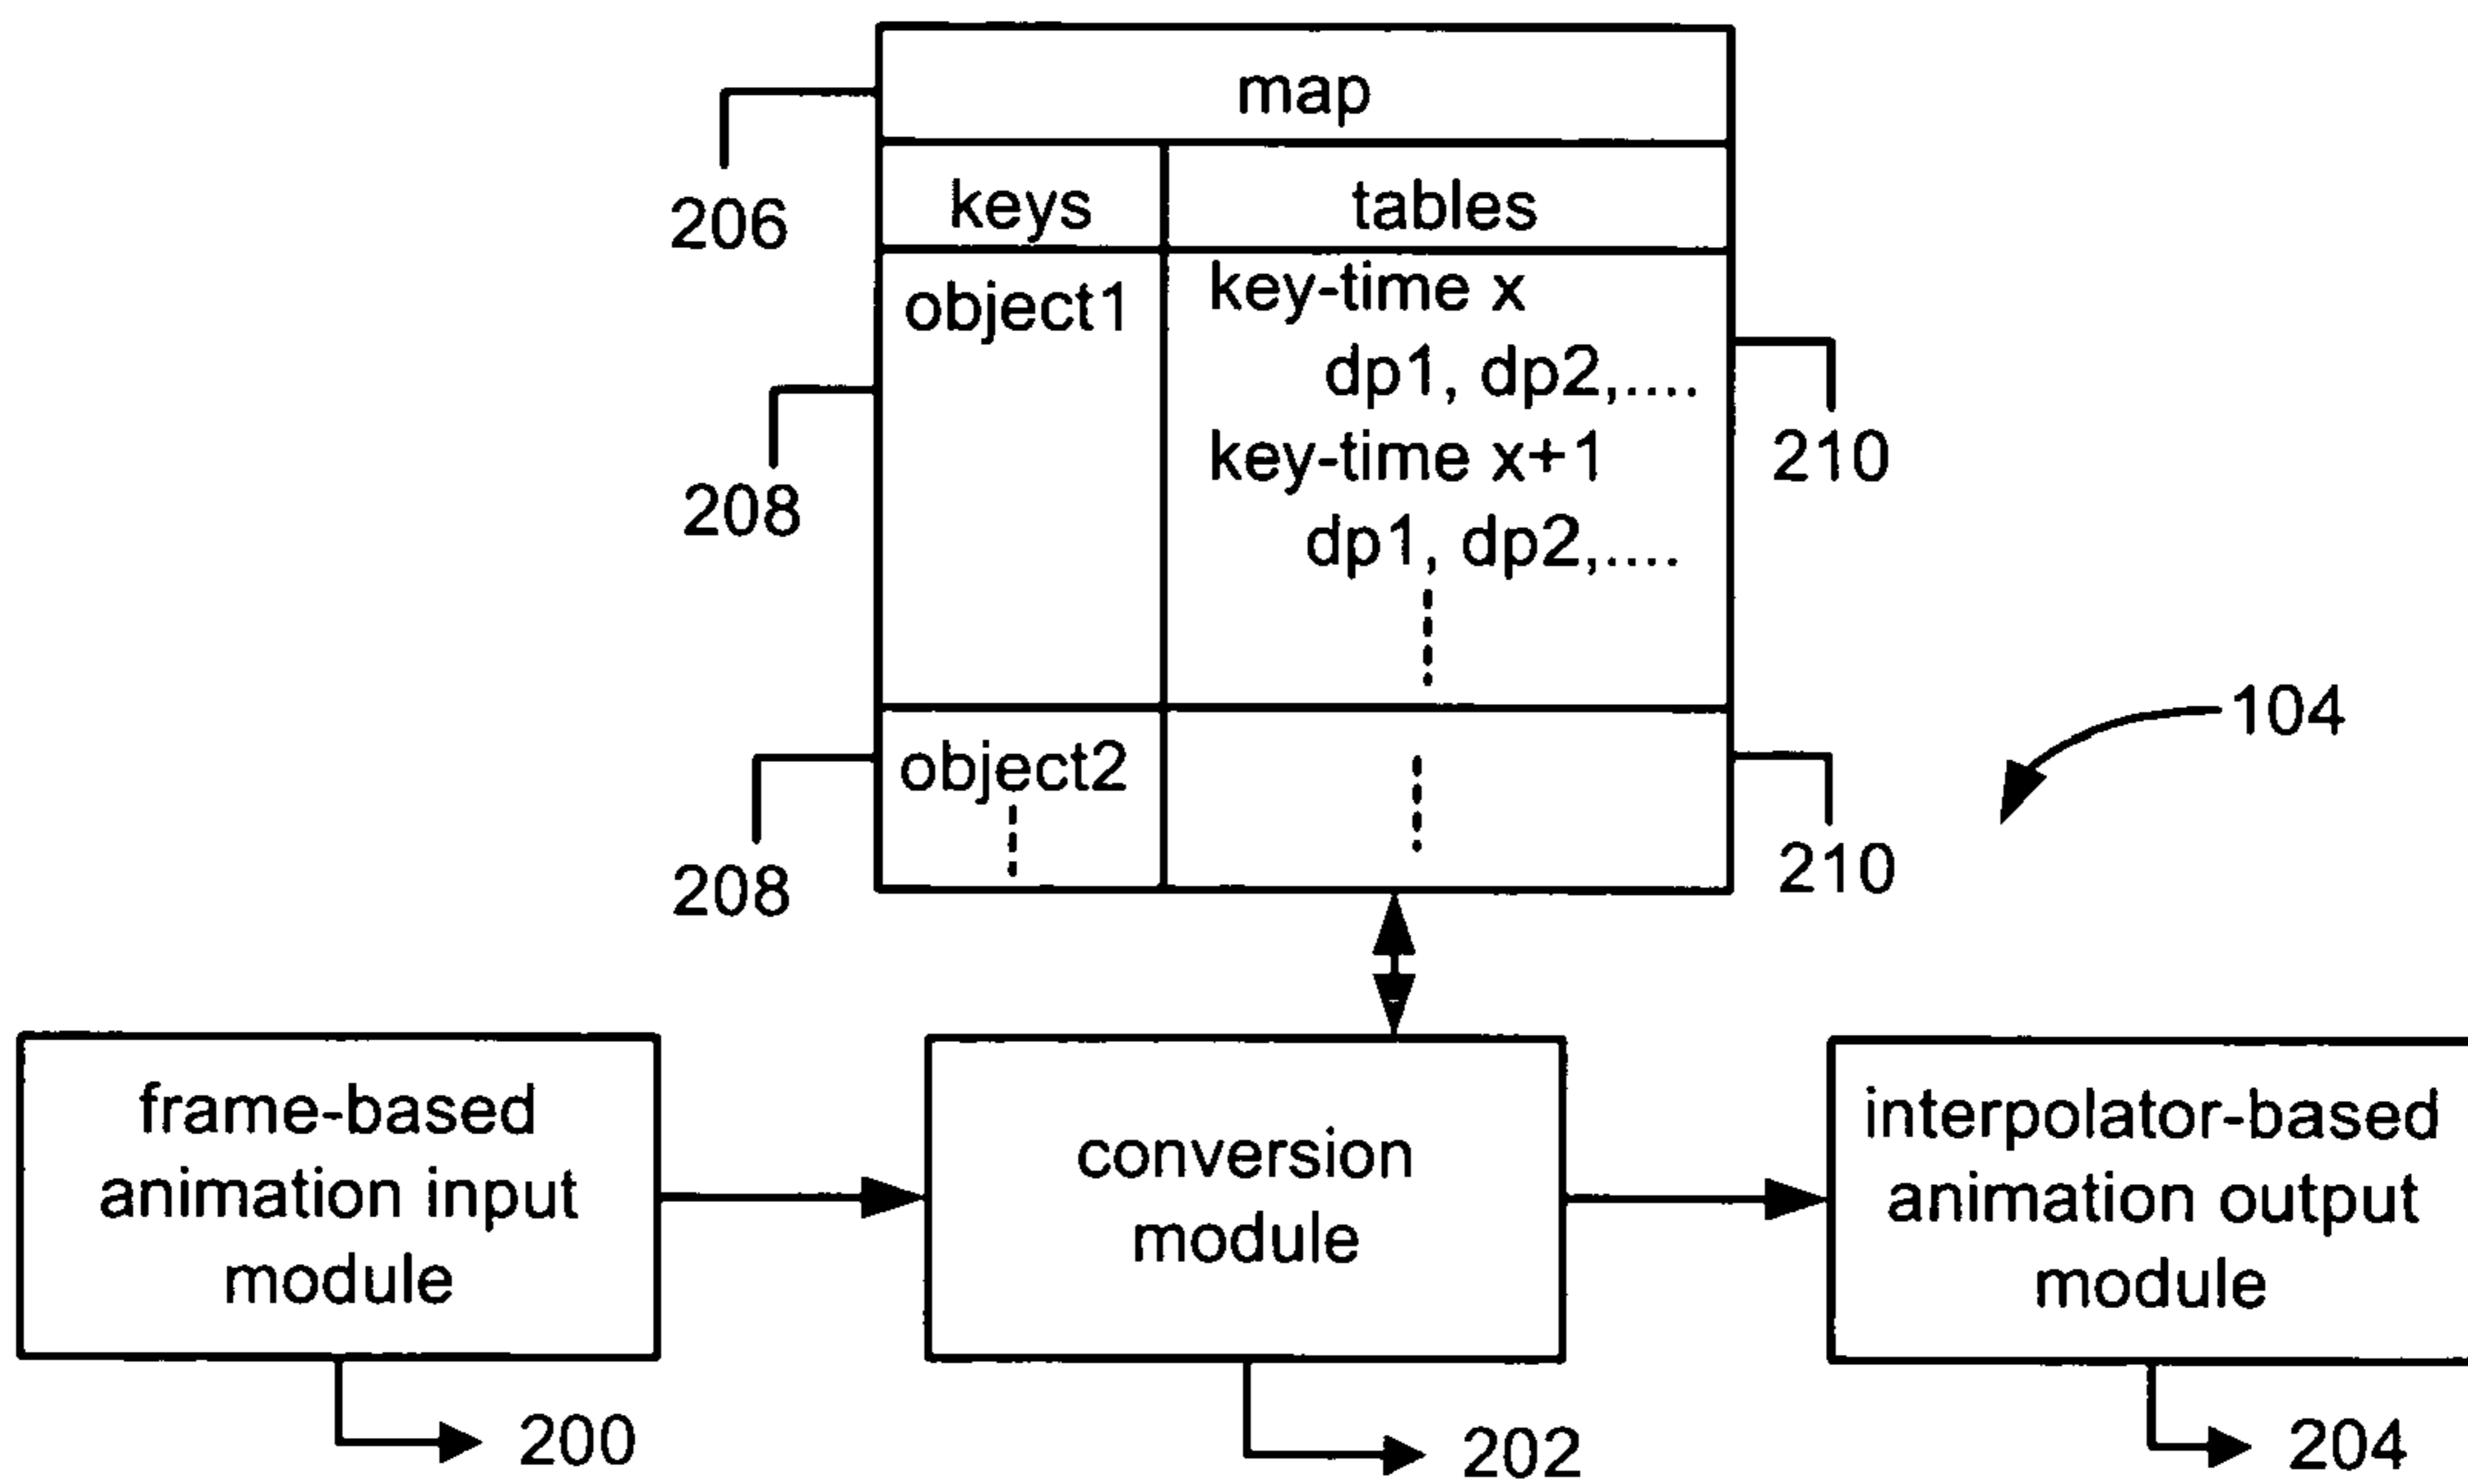 map
206
keys
tables
object1
key-time x
dp1, dp2,....
key-time x+1
dp1, dp2,....
208
210
object2
208
210
104
frame-based
animation input
module
conversion
module
interpolator-based
animation output
module
200
202
204